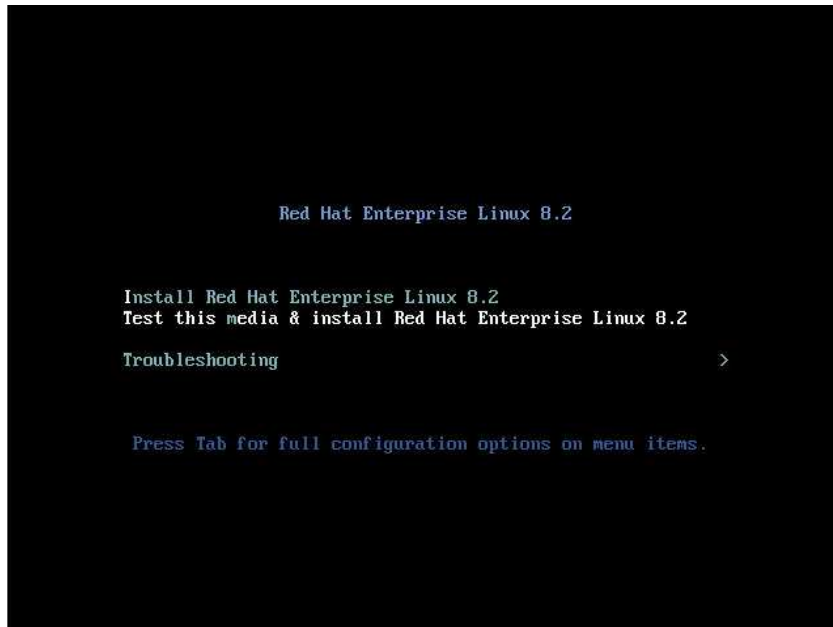 Red Hat Enterprise Linux 8.2
Install Red Hat Enterprise Linux 8.2
Test this media & install Red Hat Enterprise Linux 8.2
Troubleshooting >
Press Tab for full configuration options on menu items.